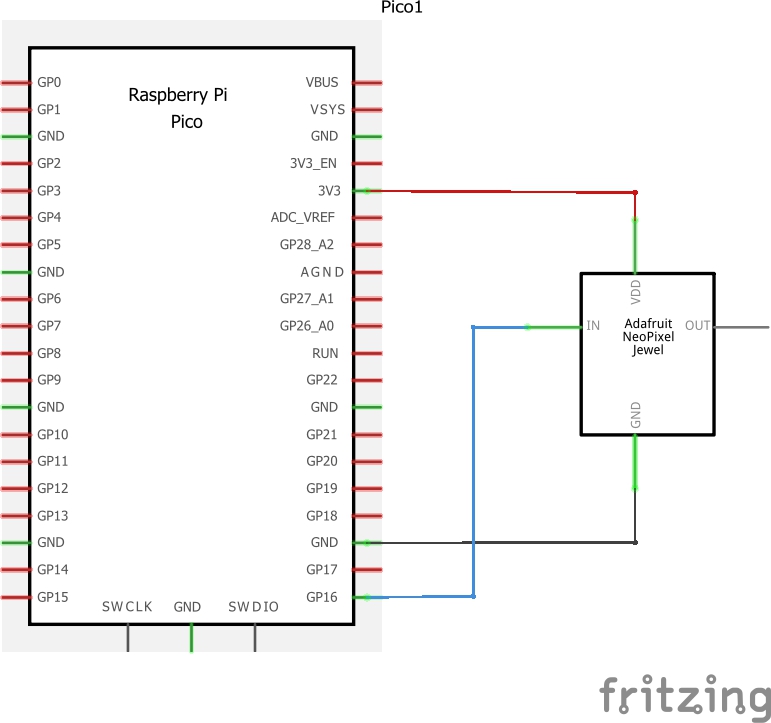 Pico1
Raspberry Pi
Pico
GP0
GP1
GND
GP2
GP3
GP4
GP5
GND
GP6
GP7
GP8
GP9
GND
GP10
GP11
GP12
GP13
GND
GP14
GP15
VBUS
VSYS
GND
3V3_EN
3V3
ADC_VREF
GP28_A2
AGND
GP27_A1
GP26_A0
RUN
GP22
GND
GP21
GP20
GP19
GP18
GND
GP17
GP16
SWCLK GND SWDIO
VDD
IN
Adafruit
NeoPixel
Jewel
OUT
GND
fritzing